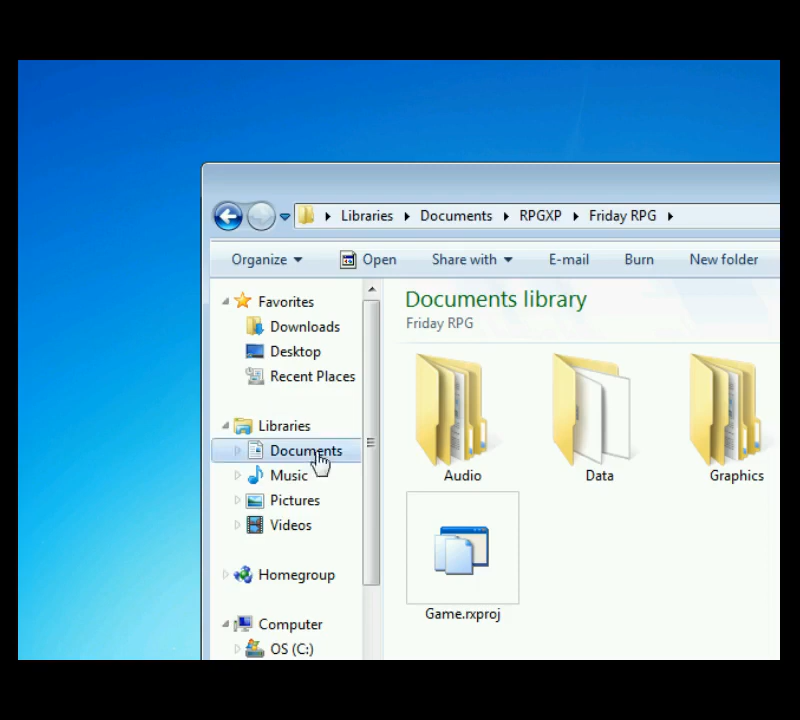 Libraries Documents RPGXP Friday RPG
Organize Open Share with E-mail Burn New folder
Favorites
Downloads
Desktop
Recent Places
Libraries
Documents
Music
Pictures
Videos
Homegroup
Computer
OS (C:)
Documents library
Friday RPG
Audio Data Graphics
Game.rxproj